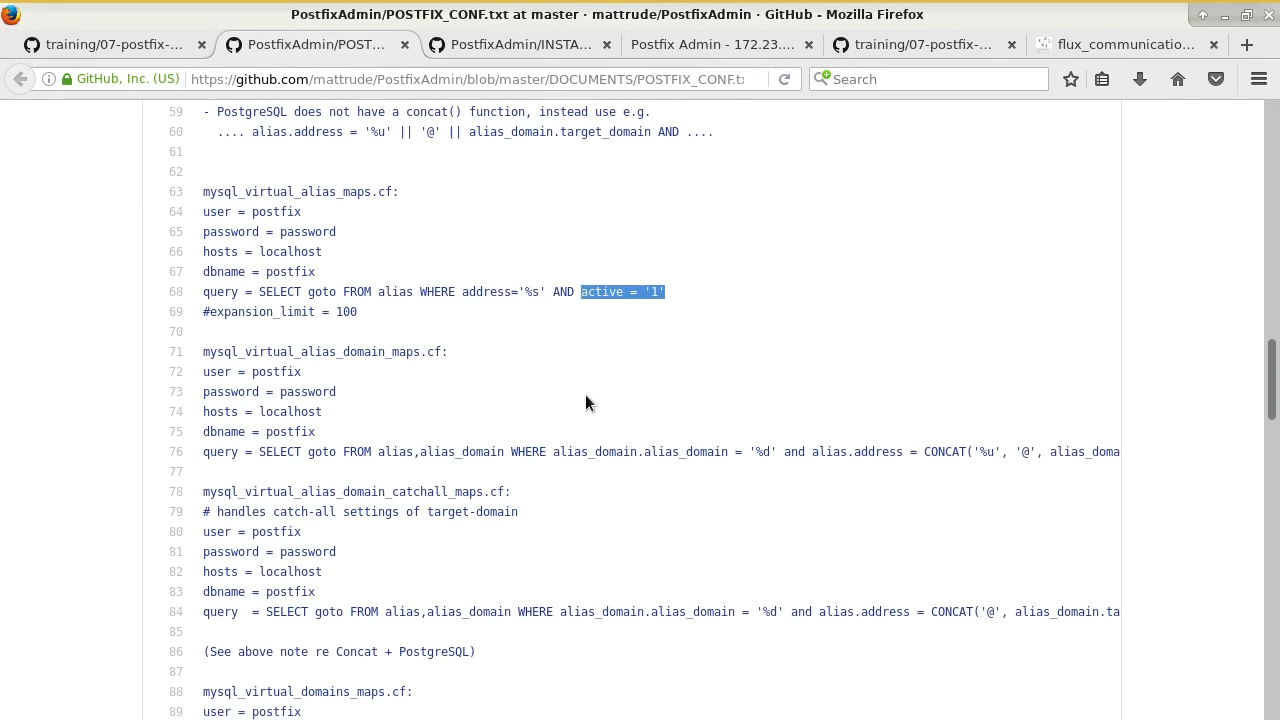 PostfixAdmin/POSTFIX_CONF.txt at master · mattrude/PostfixAdmin · GitHub - Mozilla Firefox
training/07-postfix-...
PostfixAdmin/POST...
PostfixAdmin/INSTA...
Postfix Admin - 172.23....
training/07-postfix-...
flux_communicatio...
GitHub, Inc. (US)
https://github.com/mattrude/PostfixAdmin/blob/master/DOCUMENTS/POSTFIX_CONF.t
Search
59 - PostgreSQL does not have a concat() function, instead use e.g.
60 .... alias.address = '%u' || '@' || alias_domain.target_domain AND ....
61
62
63 mysql_virtual_alias_maps.cf:
64 user = postfix
65 password = password
66 hosts = localhost
67 dbname = postfix
68 query = SELECT goto FROM alias WHERE address='%s' AND active = '1'
69 #expansion_limit = 100
70
71 mysql_virtual_alias_domain_maps.cf:
72 user = postfix
73 password = password
74 hosts = localhost
75 dbname = postfix
76 query = SELECT goto FROM alias,alias_domain WHERE alias_domain.alias_domain = '%d' and alias.address = CONCAT('%u', '@', alias_doma
77
78 mysql_virtual_alias_domain_catchall_maps.cf:
79 # handles catch-all settings of target-domain
80 user = postfix
81 password = password
82 hosts = localhost
83 dbname = postfix
84 query  = SELECT goto FROM alias,alias_domain WHERE alias_domain.alias_domain = '%d' and alias.address = CONCAT('@', alias_domain.ta
85
86 (See above note re Concat + PostgreSQL)
87
88 mysql_virtual_domains_maps.cf:
89 user = postfix